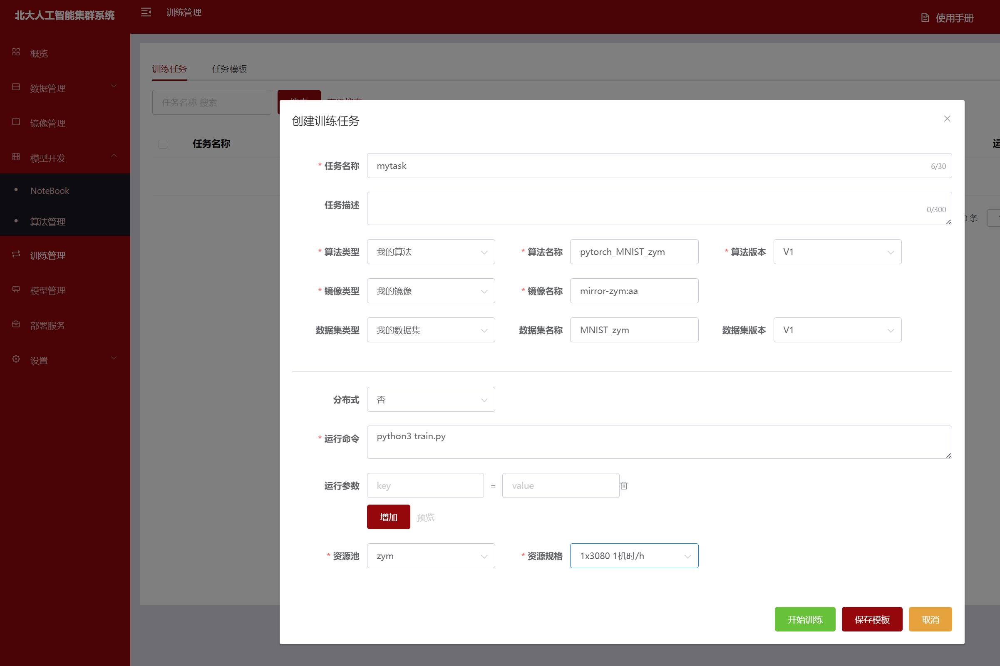 北大人工智能集群系统
训练管理
使用手册
概览
数据管理
镜像管理
模型开发
NoteBook
算法管理
训练管理
模型管理
部署服务
设置
训练任务 任务模板
任务名称 搜索
任务名称
创建训练任务
* 任务名称 mytask 6/30
任务描述 0/300
* 算法类型 我的算法 * 算法名称 pytorch_MNIST_zym * 算法版本 V1
* 镜像类型 我的镜像 * 镜像名称 mirror-zym:aa
数据集类型 我的数据集 数据集名称 MNIST_zym 数据集版本 V1
分布式 否
* 运行命令 python3 train.py
运行参数 key = value
增加 预览
* 资源池 zym * 资源规格 1x3080 1机时/h
开始训练 保存模板 取消
条